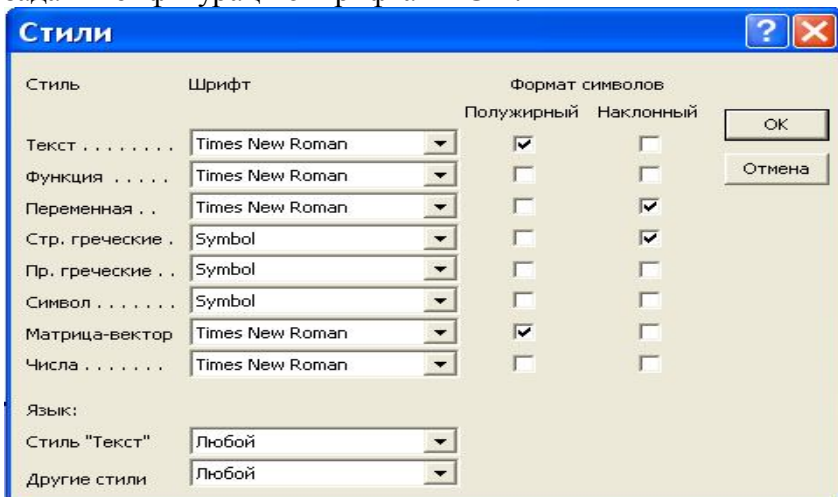 Стили
Стиль Шрифт Формат символов
Полужирный Наклонный
OK
Текст . . . . . . . . Times New Roman
Отмена
Функция . . . . . Times New Roman
Переменная . . Times New Roman
Стр. греческие . Symbol
Пр. греческие . . Symbol
Символ . . . . . . . Symbol
Матрица-вектор Times New Roman
Числа . . . . . . . Times New Roman
Язык:
Стиль "Текст" Любой
Другие стили Любой